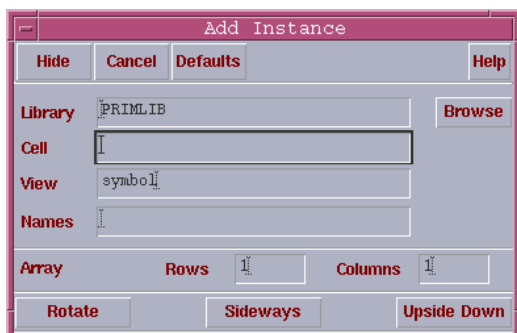 Add Instance
Hide Cancel Defaults Help
Library PRIMLIB Browse
Cell
View symbol
Names
Array Rows 1 Columns 1
Rotate Sideways Upside Down